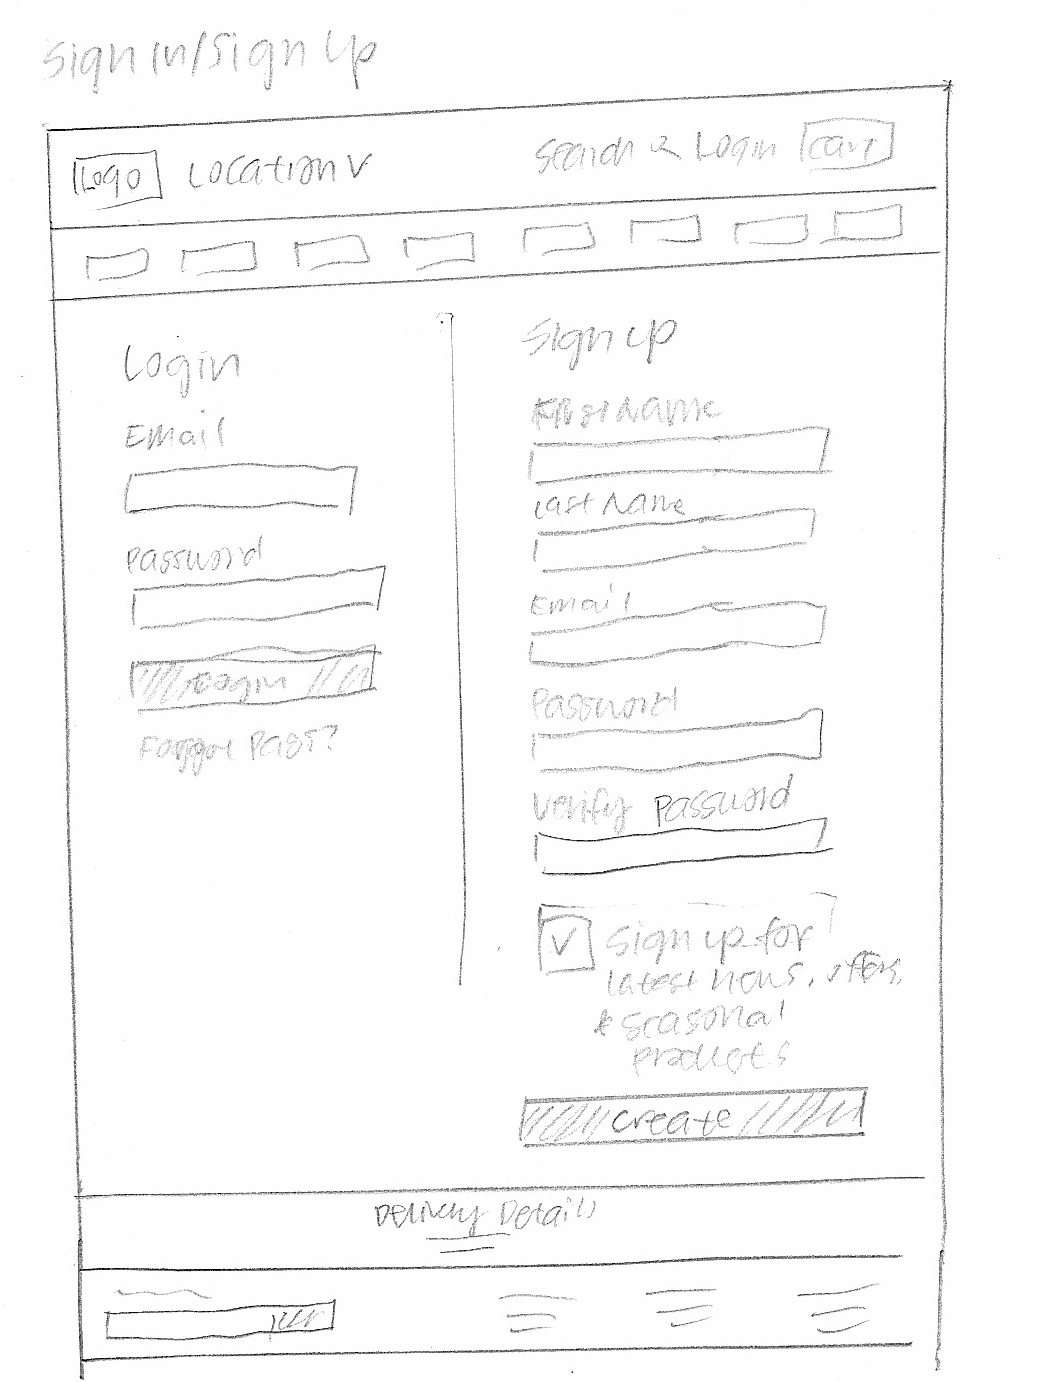 Sign In/Sign Up
Logo Location v Search Login Cart
Login
Email
Password
Login
Forgot Pass?
Sign up
First Name
Last Name
Email
Password
Verify Password
Sign up for
latest news, offers,
& seasonal
products
create
Delivery Details